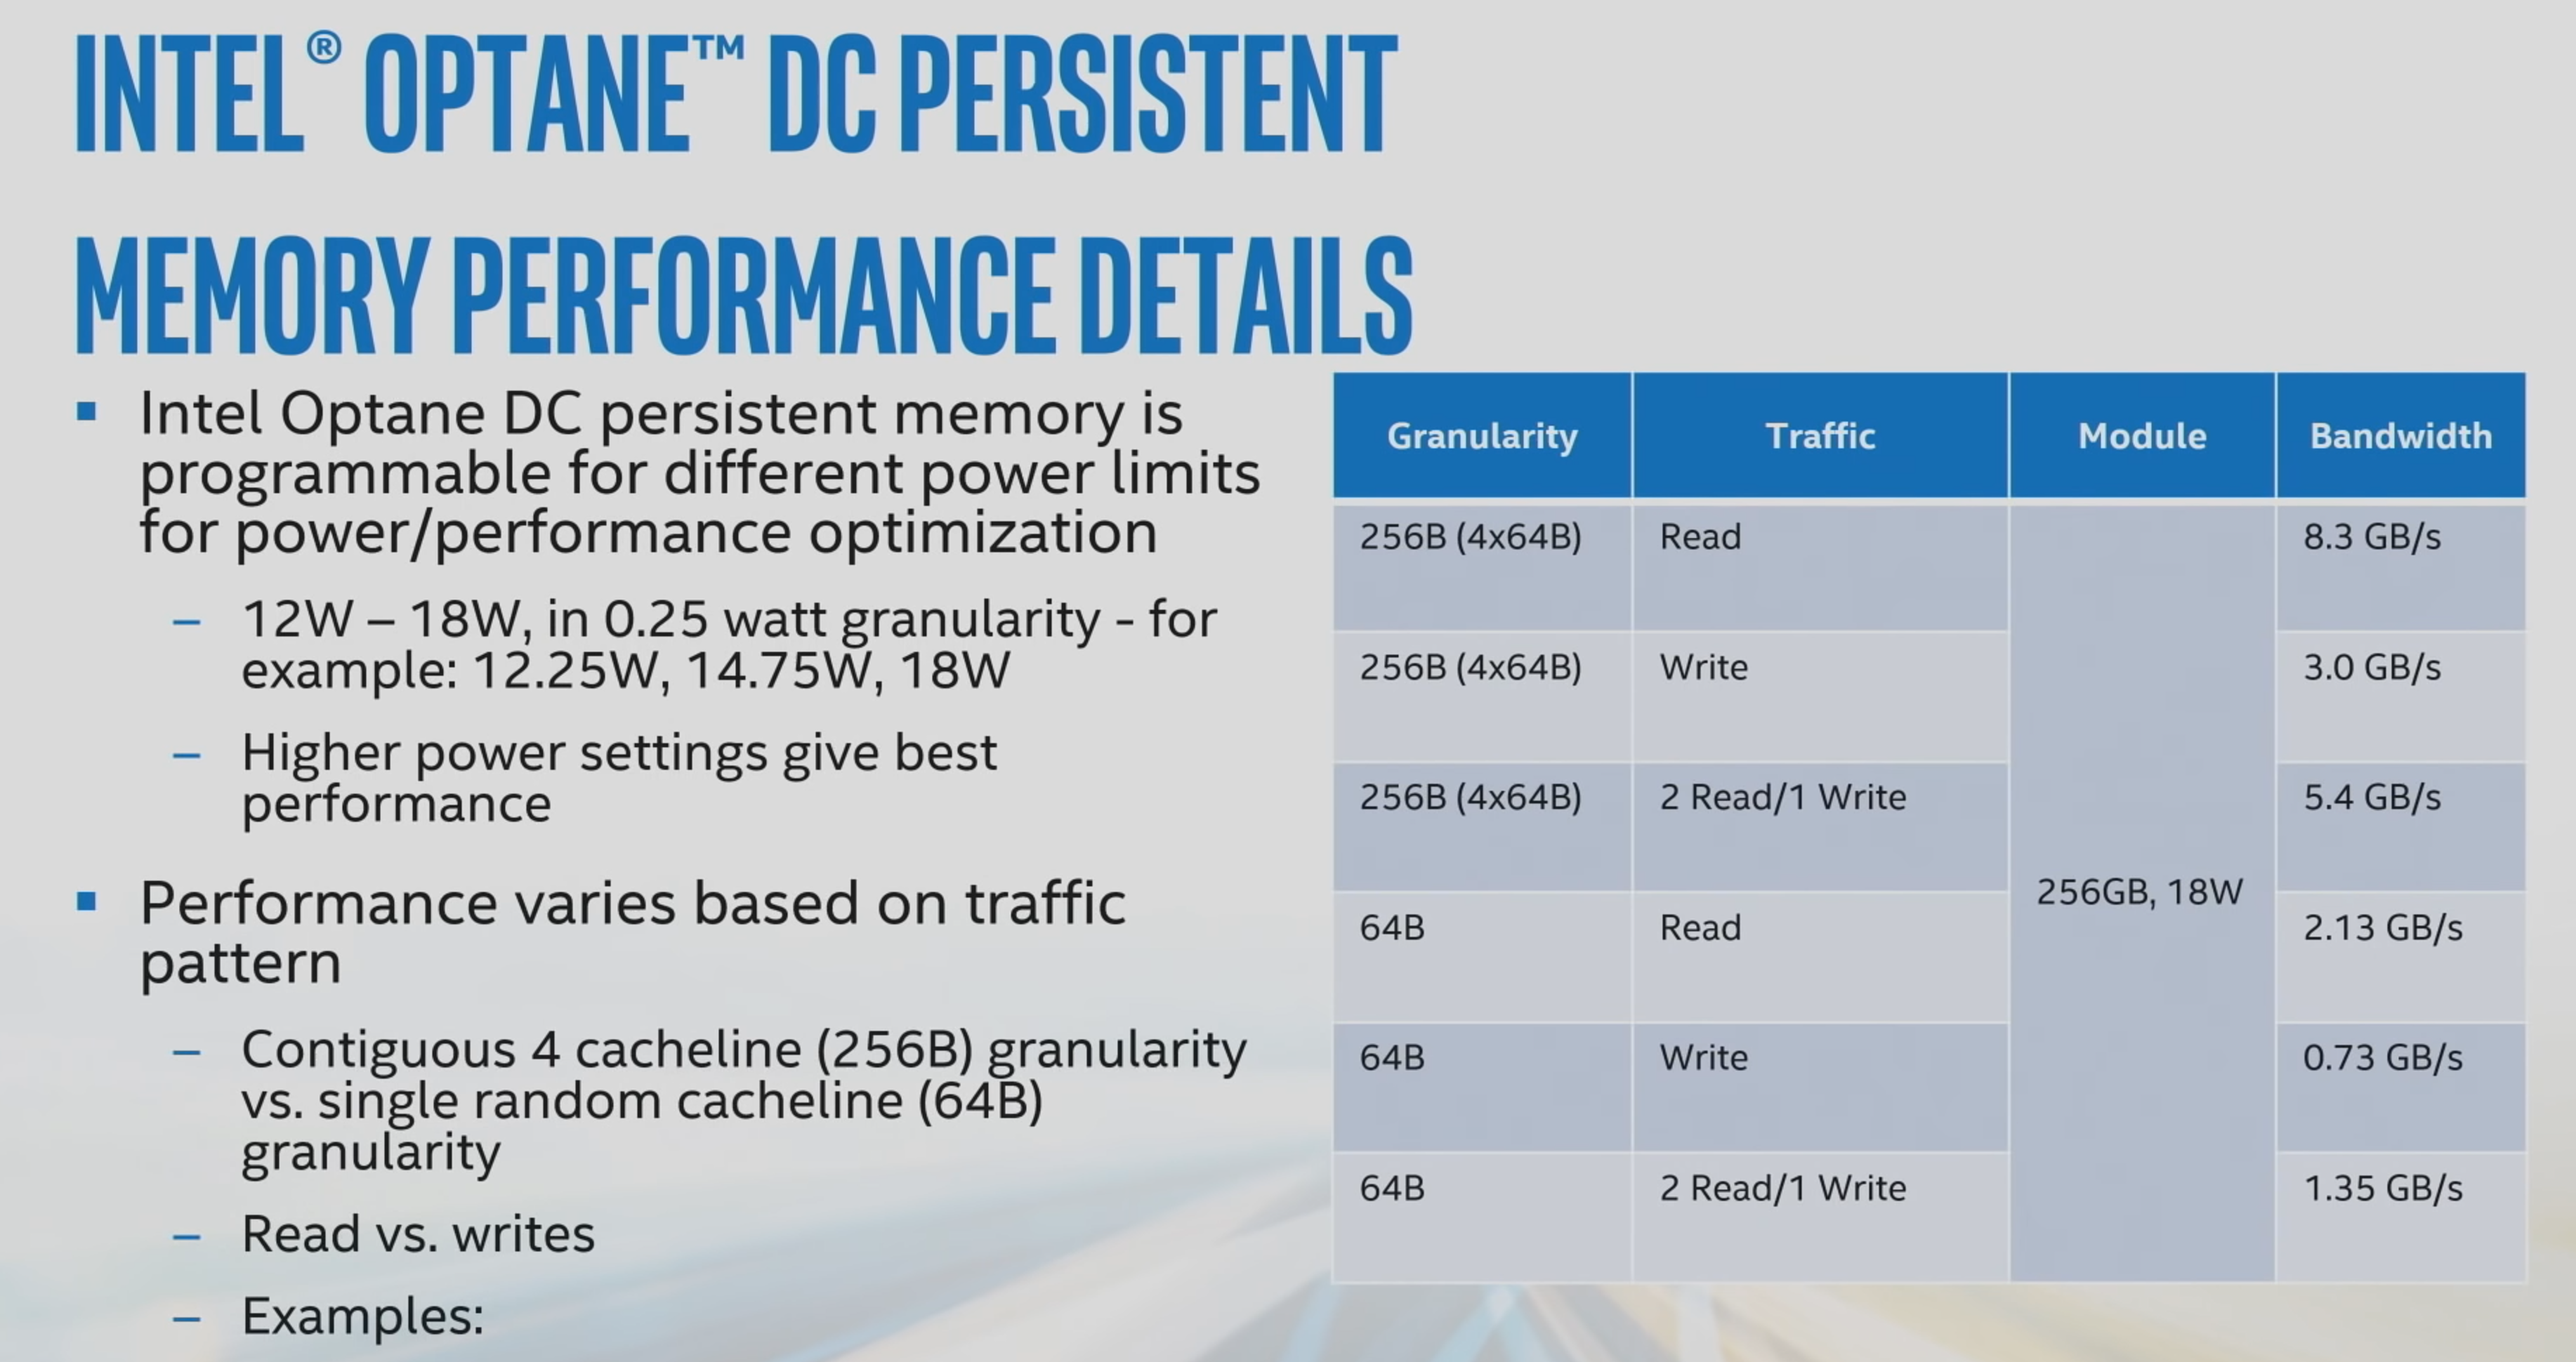 INTEL® OPTANE™ DC PERSISTENT
MEMORY PERFORMANCE DETAILS
▪ Intel Optane DC persistent memory is
programmable for different power limits
for power/performance optimization
– 12W – 18W, in 0.25 watt granularity - for
example: 12.25W, 14.75W, 18W
– Higher power settings give best
performance
▪ Performance varies based on traffic
pattern
– Contiguous 4 cacheline (256B) granularity
vs. single random cacheline (64B)
granularity
– Read vs. writes
– Examples:
Granularity Traffic Module Bandwidth
256B (4x64B) Read 8.3 GB/s
256B (4x64B) Write 3.0 GB/s
256B (4x64B) 2 Read/1 Write 5.4 GB/s
256GB, 18W
64B Read 2.13 GB/s
64B Write 0.73 GB/s
64B 2 Read/1 Write 1.35 GB/s